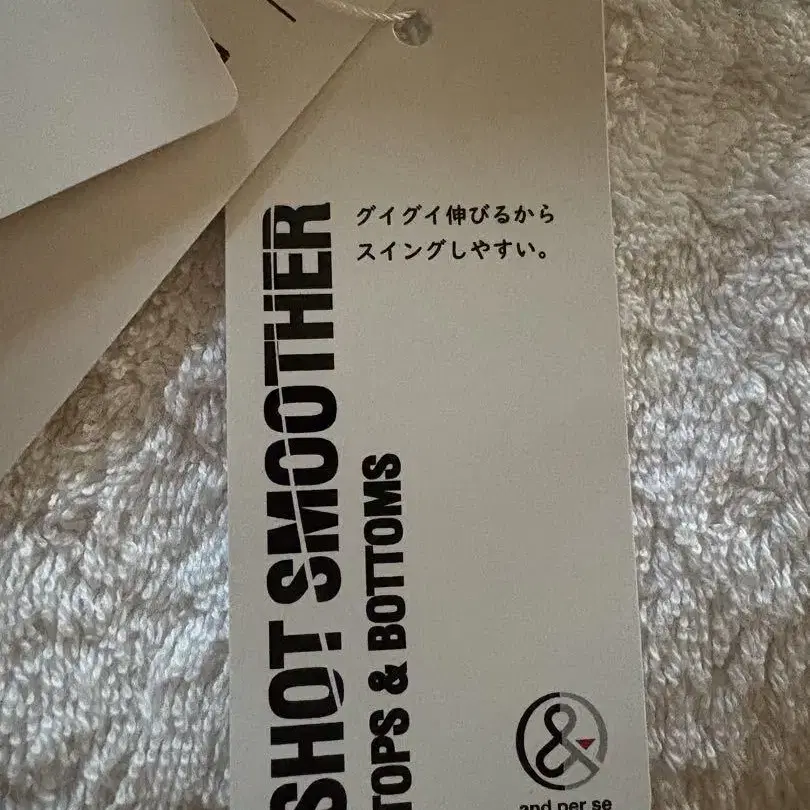 グイグイ伸びるから
スイングしやすい。
SHOT SMOOTHER
TOPS & BOTTOMS
&
and per se